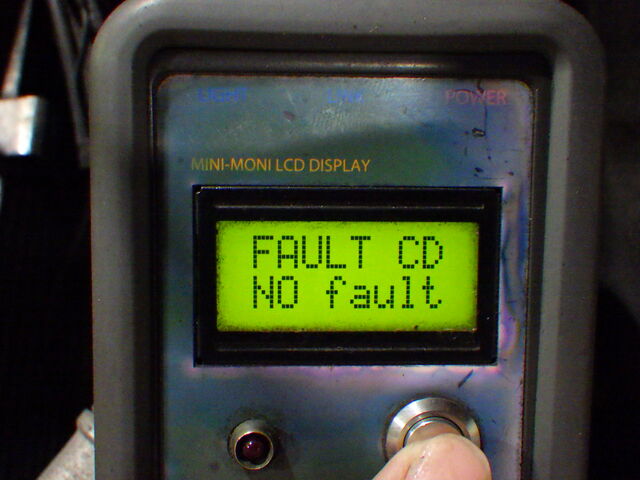 POWER
MINI-MONI LCD DISPLAY
FAULT CD
NO fault